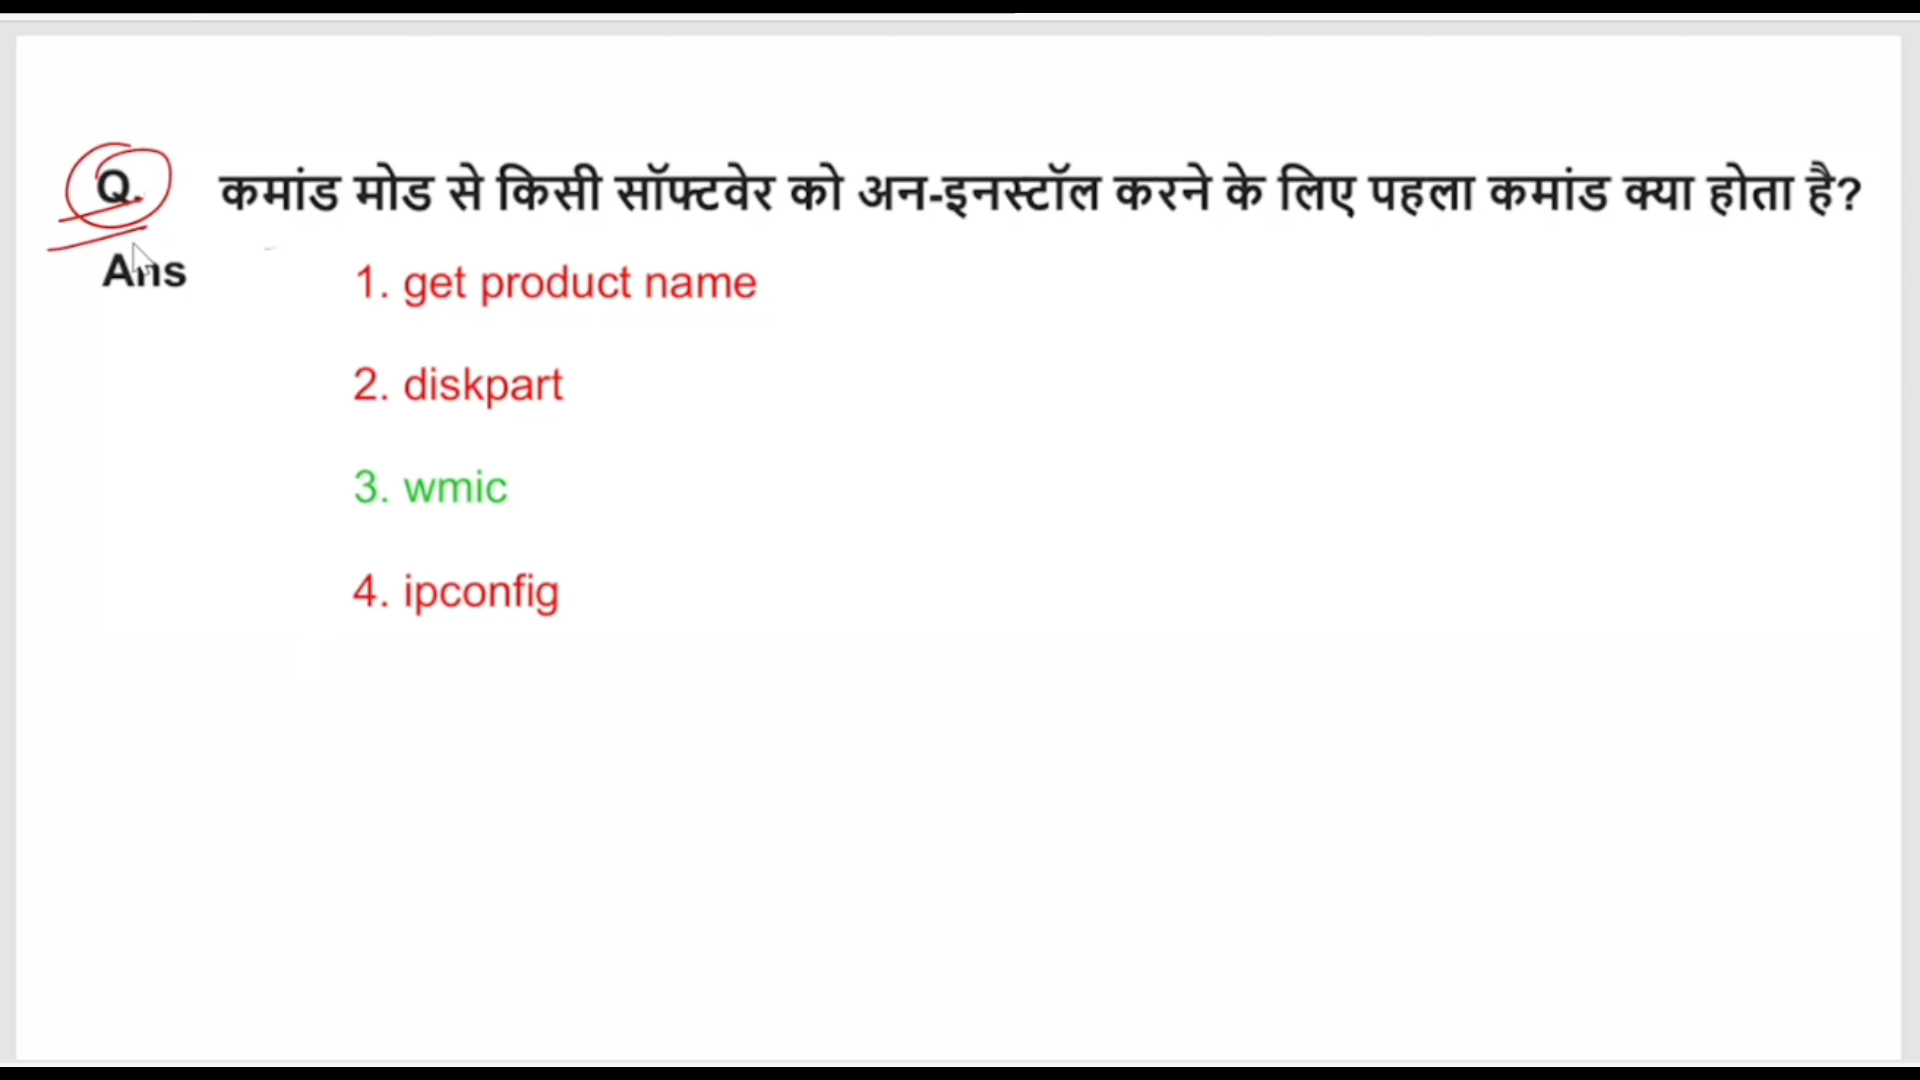 Q. कमांड मोड से किसी सॉफ्टवेर को अन-इनस्टॉल करने के लिए पहला कमांड क्या होता है?
Ans
1. get product name
2. diskpart
3. wmic
4. ipconfig